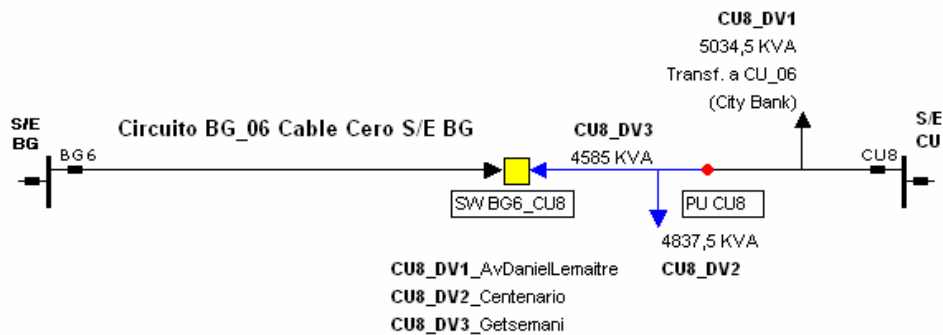 CU8_DV1
5034,5 KVA
Transf. a CU_06
(City Bank)
S/E
BG
Circuito BG_06 Cable Cero S/E BG
CU8_DV3
S/E
CU
BG6
4585 KVA
CU8
SW BG6_CU8
PU CU8
4837,5 KVA
CU8_DV2
CU8_DV1_AvDanielLemaitre
CU8_DV2_Centenario
CU8_DV3_Getsemani